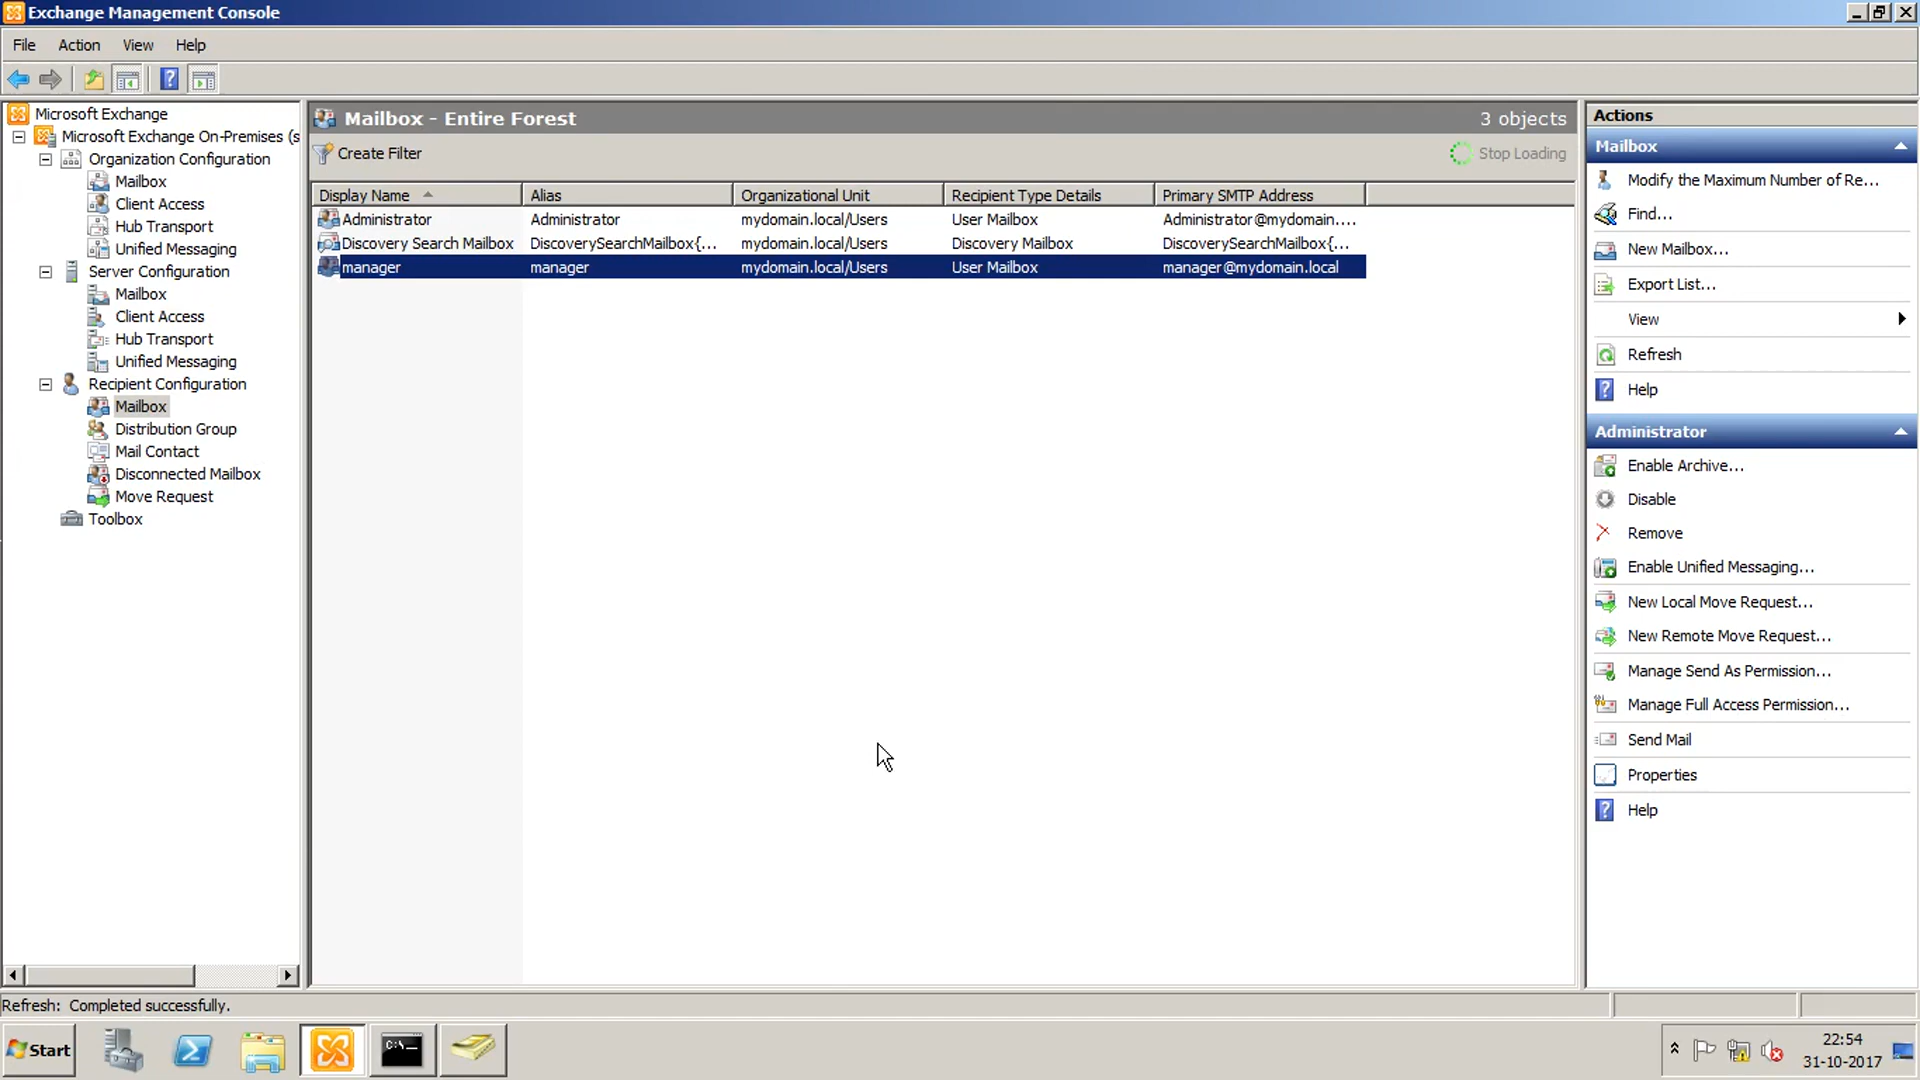 Exchange Management Console
File Action View Help
Microsoft Exchange
Microsoft Exchange On-Premises (s
Organization Configuration
Mailbox
Client Access
Hub Transport
Unified Messaging
Server Configuration
Mailbox
Client Access
Hub Transport
Unified Messaging
Recipient Configuration
Mailbox
Distribution Group
Mail Contact
Disconnected Mailbox
Move Request
Toolbox
Mailbox - Entire Forest 3 objects
Create Filter Stop Loading
Display Name Alias Organizational Unit Recipient Type Details Primary SMTP Address
Administrator Administrator mydomain.local/Users User Mailbox Administrator@mydomain....
Discovery Search Mailbox DiscoverySearchMailbox{... mydomain.local/Users Discovery Mailbox DiscoverySearchMailbox{...
manager manager mydomain.local/Users User Mailbox manager@mydomain.local
Actions
Mailbox
Modify the Maximum Number of Re...
Find...
New Mailbox...
Export List...
View
Refresh
Help
Administrator
Enable Archive...
Disable
Remove
Enable Unified Messaging...
New Local Move Request...
New Remote Move Request...
Manage Send As Permission...
Manage Full Access Permission...
Send Mail
Properties
Help
Refresh: Completed successfully.
Start
C:\_
22:54
31-10-2017